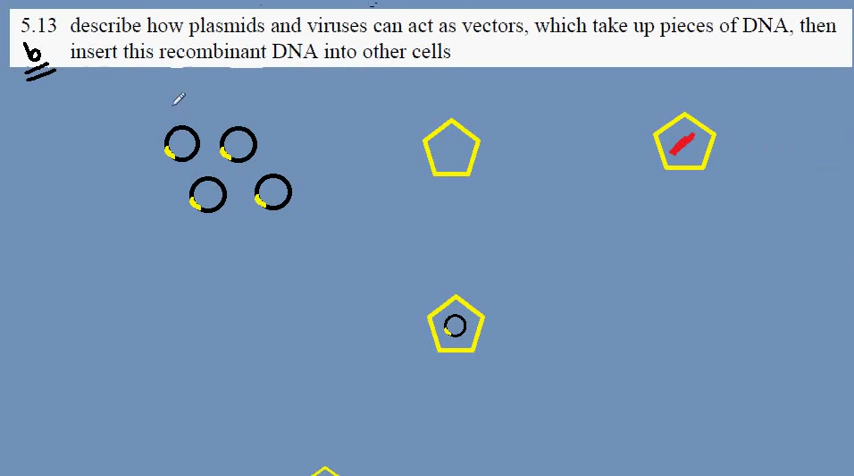 5.13 describe how plasmids and viruses can act as vectors, which take up pieces of DNA, then
insert this recombinant DNA into other cells
b